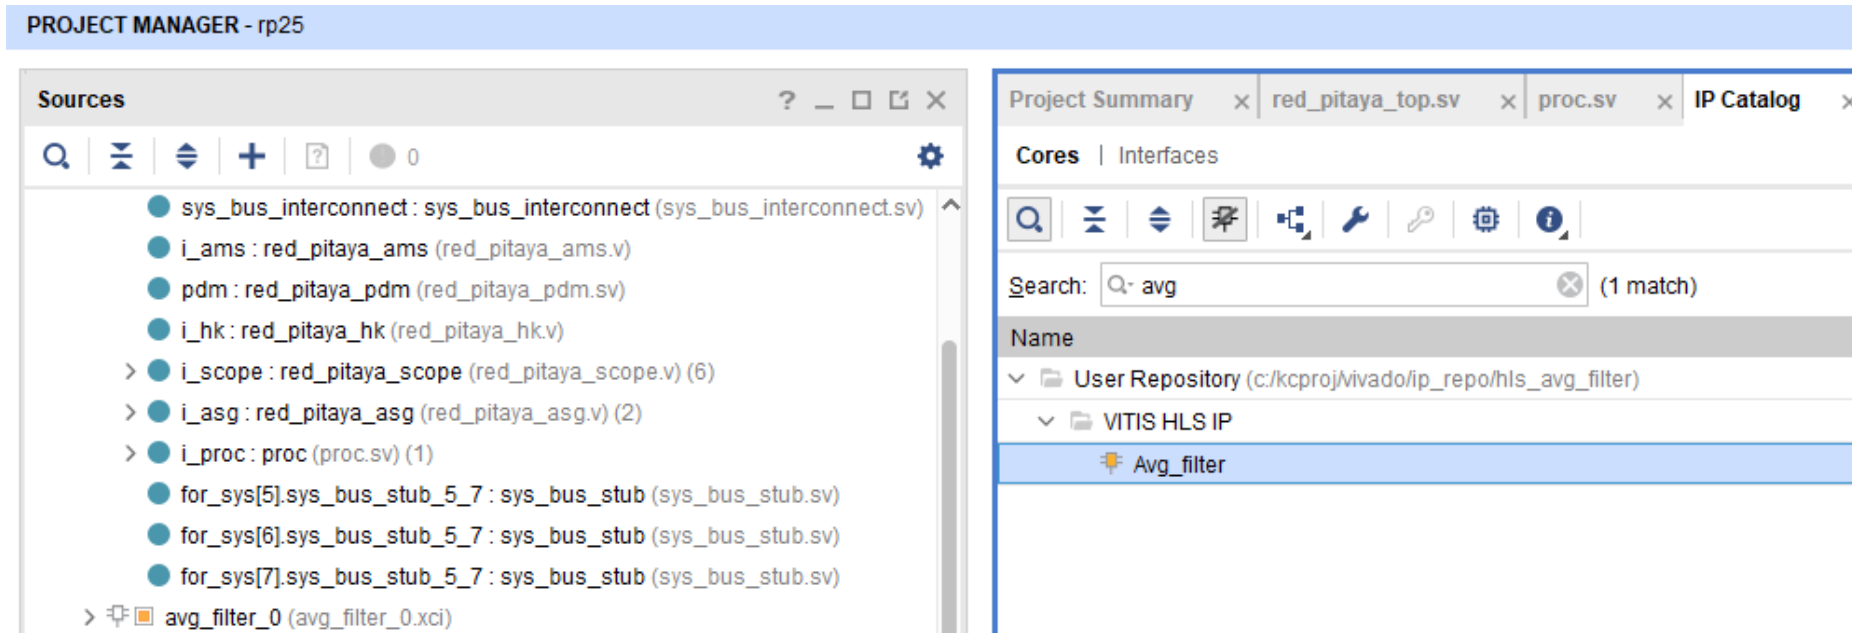 PROJECT MANAGER - rp25
Sources
0
sys_bus_interconnect : sys_bus_interconnect (sys_bus_interconnect.sv)
i_ams : red_pitaya_ams (red_pitaya_ams.v)
pdm : red_pitaya_pdm (red_pitaya_pdm.sv)
i_hk : red_pitaya_hk (red_pitaya_hk.v)
i_scope : red_pitaya_scope (red_pitaya_scope.v) (6)
i_asg : red_pitaya_asg (red_pitaya_asg.v) (2)
i_proc : proc (proc.sv) (1)
for_sys[5].sys_bus_stub_5_7 : sys_bus_stub (sys_bus_stub.sv)
for_sys[6].sys_bus_stub_5_7 : sys_bus_stub (sys_bus_stub.sv)
for_sys[7].sys_bus_stub_5_7 : sys_bus_stub (sys_bus_stub.sv)
avg_filter_0 (avg_filter_0.xci)
Project Summary red_pitaya_top.sv proc.sv IP Catalog
Cores | Interfaces
Search: avg (1 match)
Name
User Repository (c:/kcproj/vivado/ip_repo/hls_avg_filter)
VITIS HLS IP
Avg_filter